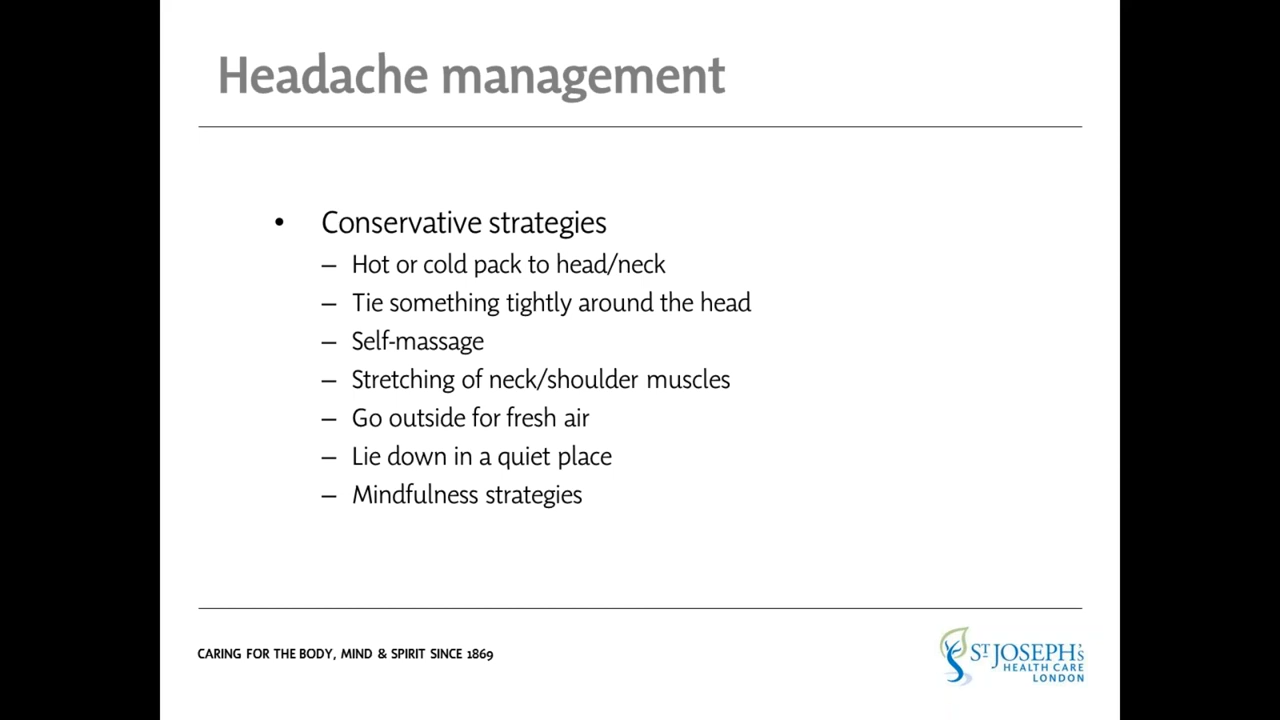 Headache management
• Conservative strategies
– Hot or cold pack to head/neck
– Tie something tightly around the head
– Self-massage
– Stretching of neck/shoulder muscles
– Go outside for fresh air
– Lie down in a quiet place
– Mindfulness strategies
CARING FOR THE BODY, MIND & SPIRIT SINCE 1869
ST JOSEPH'S
HEALTH CARE
LONDON